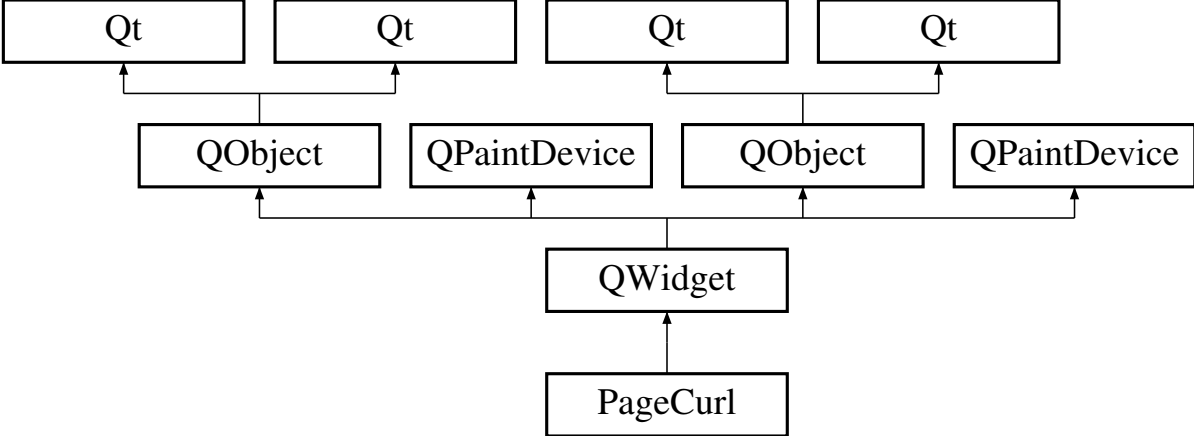 Qt Qt Qt Qt
QObject QPaintDevice QObject QPaintDevice
QWidget
PageCurl